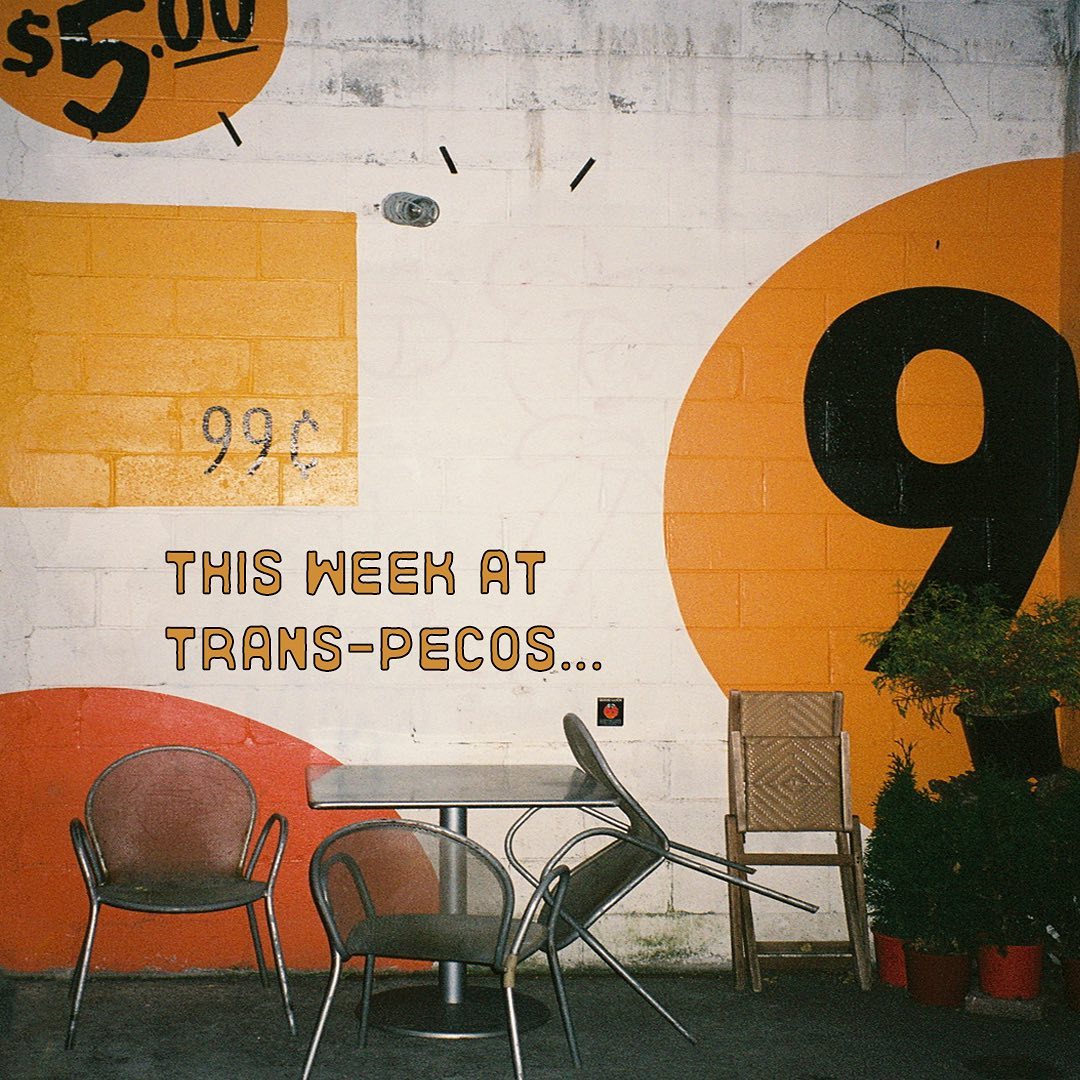 $5.00
99¢
9
THIS WEEK AT
TRANS-PECOS...